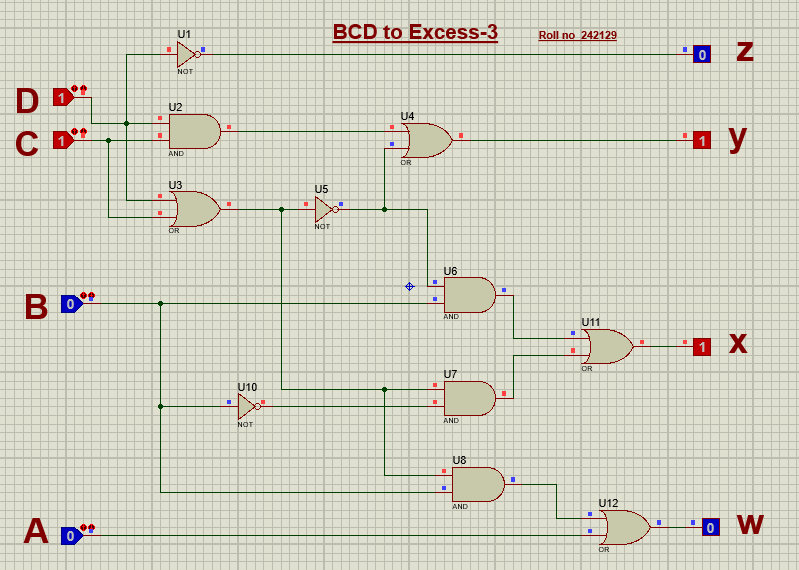 BCD to Excess-3
Roll no 242129
U1
NOT
0 z
D 1
U2
AND
U4
OR
1 y
C 1
U3
OR
U5
NOT
B 0
U6
AND
U11
OR
1 x
U10
NOT
U7
AND
U8
AND
A 0
U12
OR
0 w